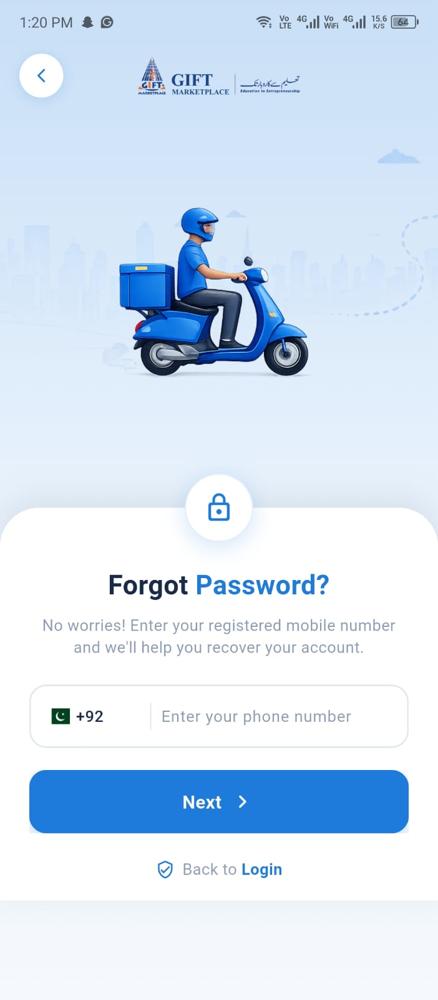 1:20 PM
Vo LTE 4G Vo WiFi 4G 15.6 K/S 64
GIFT MARKETPLACE
GIFT MARKETPLACE
تعلیم سے کاروبار تک
Education to Entrepreneurship
Forgot Password?
No worries! Enter your registered mobile number
and we'll help you recover your account.
+92 Enter your phone number
Next
Back to Login